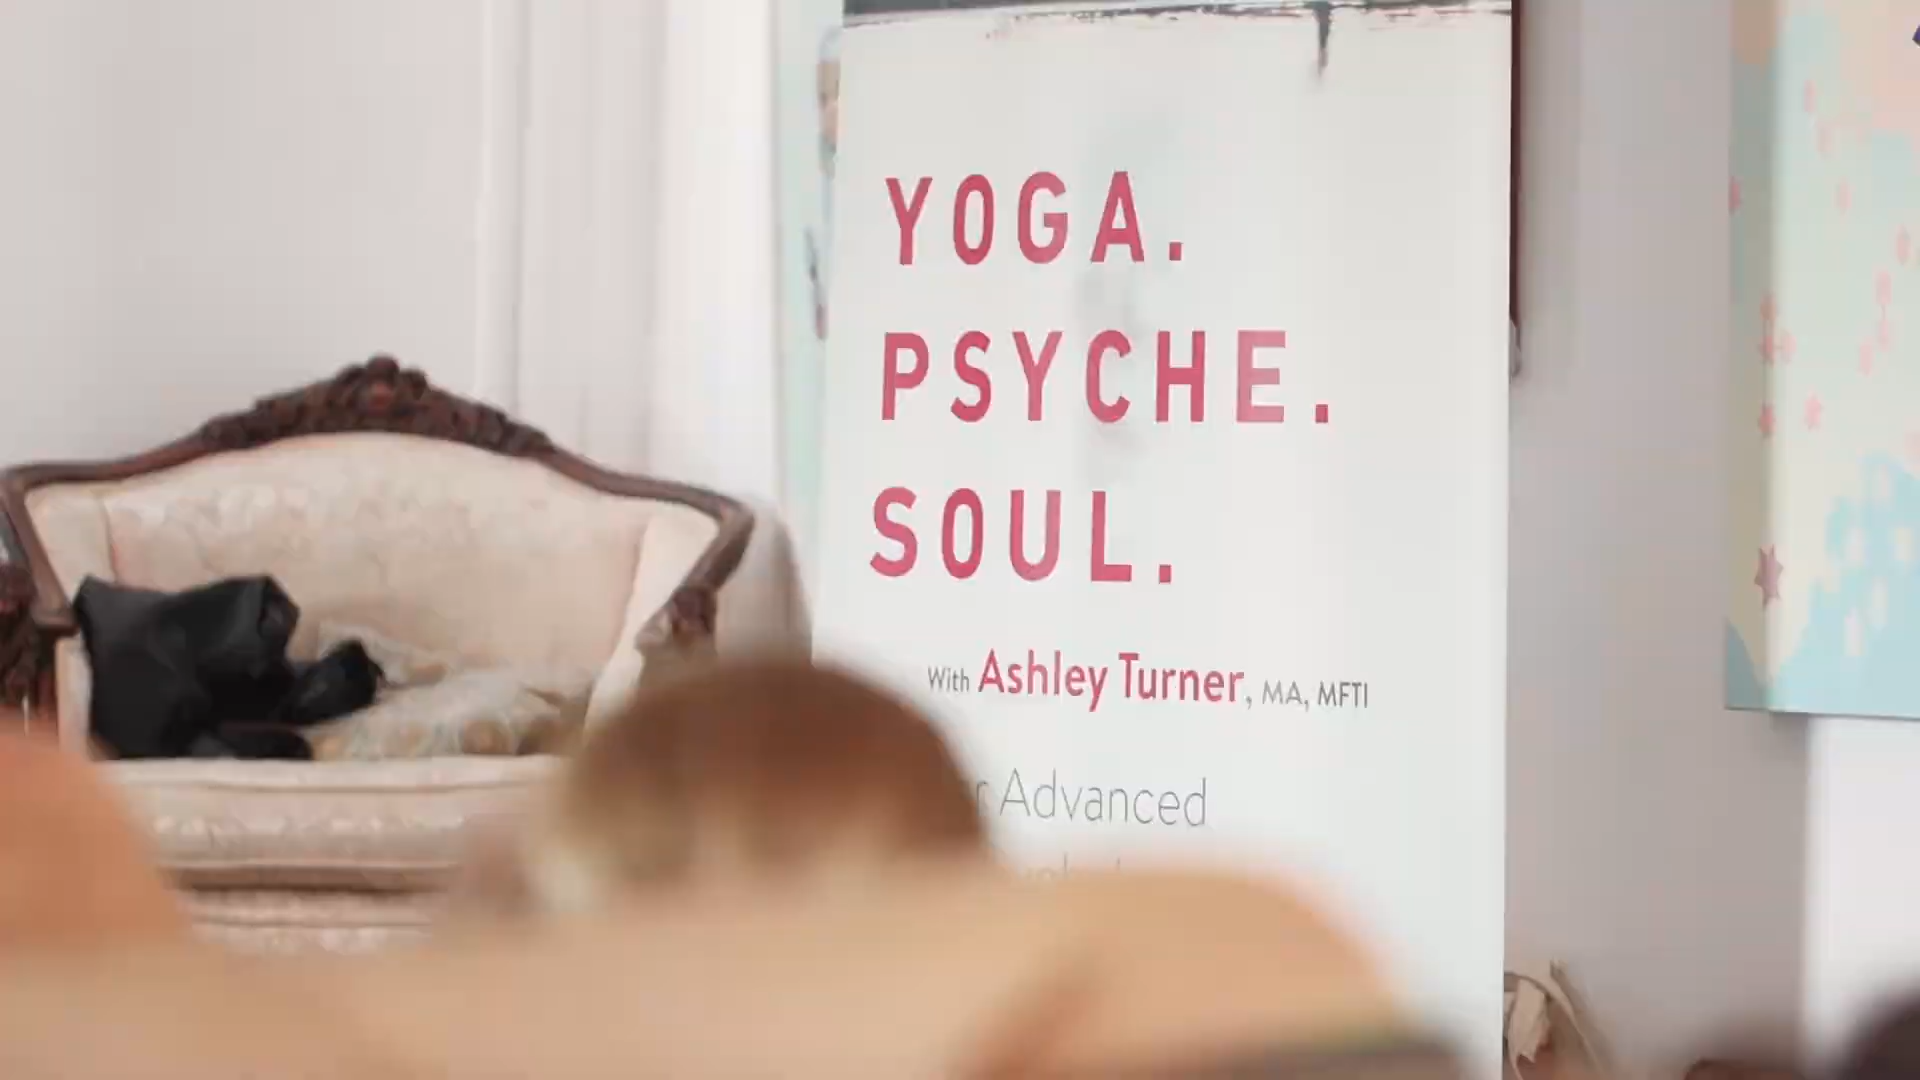 YOGA.
PSYCHE.
SOUL.
With Ashley Turner, MA, MFTI
Advanced